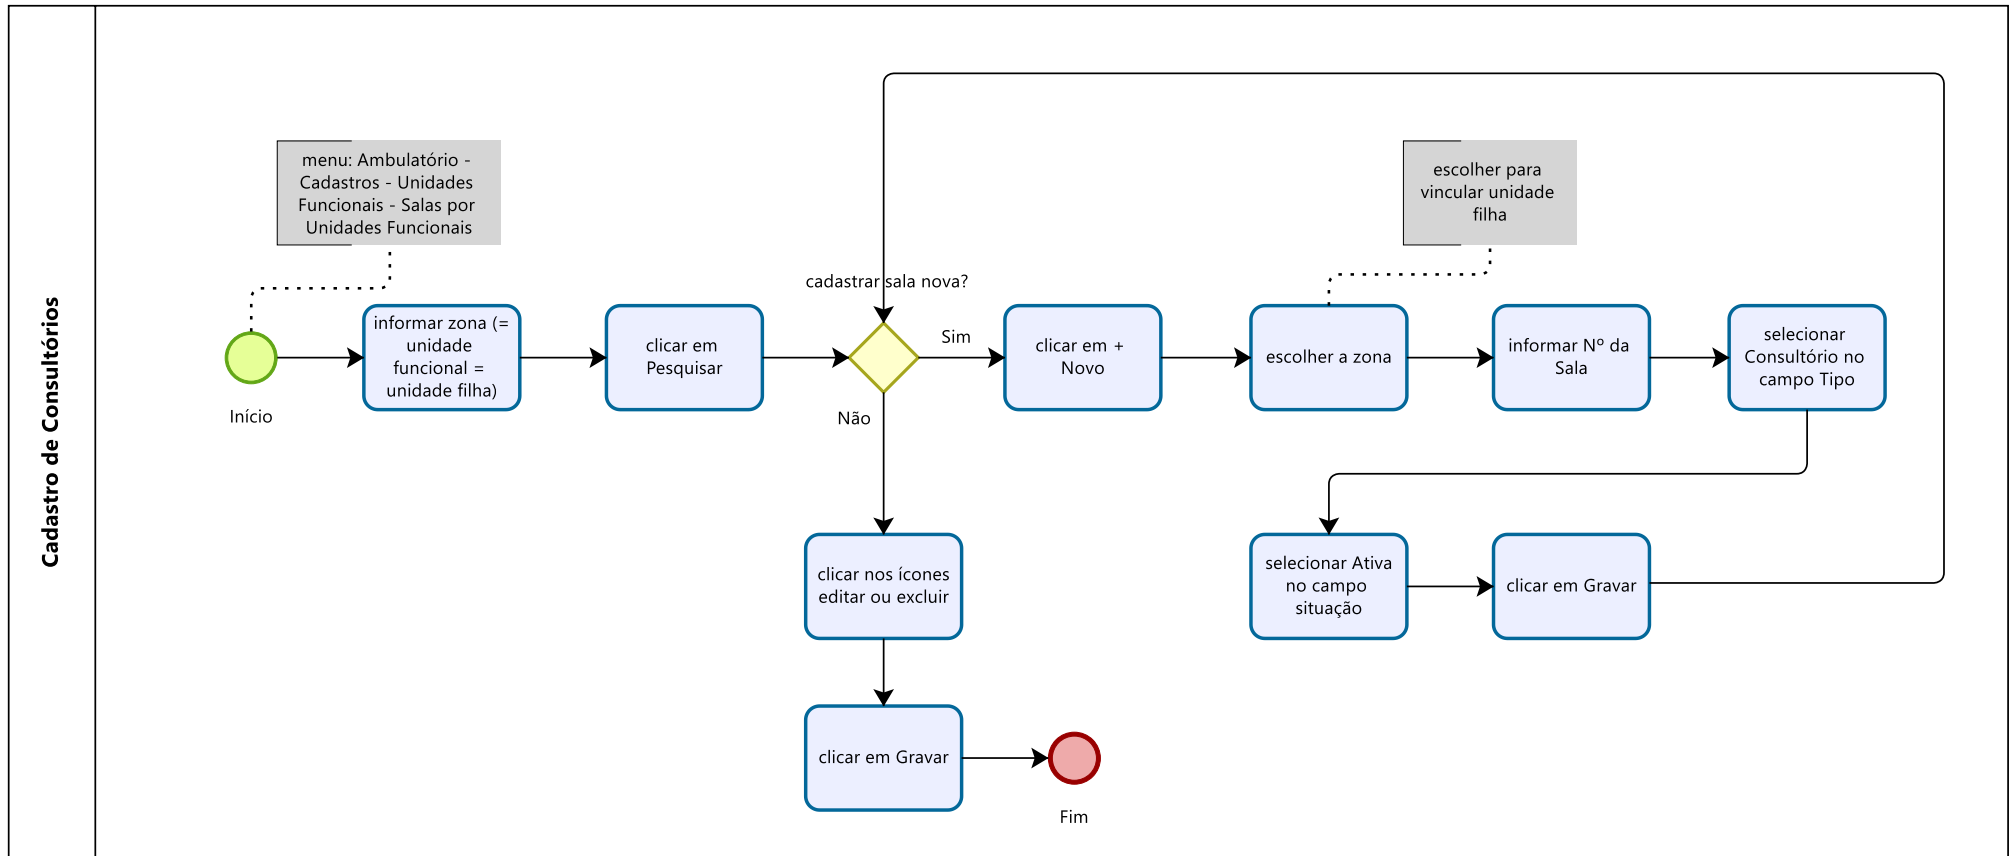 Cadastro de Consultórios
menu: Ambulatório -
Cadastros - Unidades
Funcionais - Salas por
Unidades Funcionais
Início
informar zona (=
unidade
funcional =
unidade filha)
clicar em
Pesquisar
cadastrar sala nova?
Sim
Não
clicar em +
Novo
escolher para
vincular unidade
filha
escolher a zona
informar Nº da
Sala
selecionar
Consultório no
campo Tipo
selecionar Ativa
no campo
situação
clicar em Gravar
clicar nos ícones
editar ou excluir
clicar em Gravar
Fim